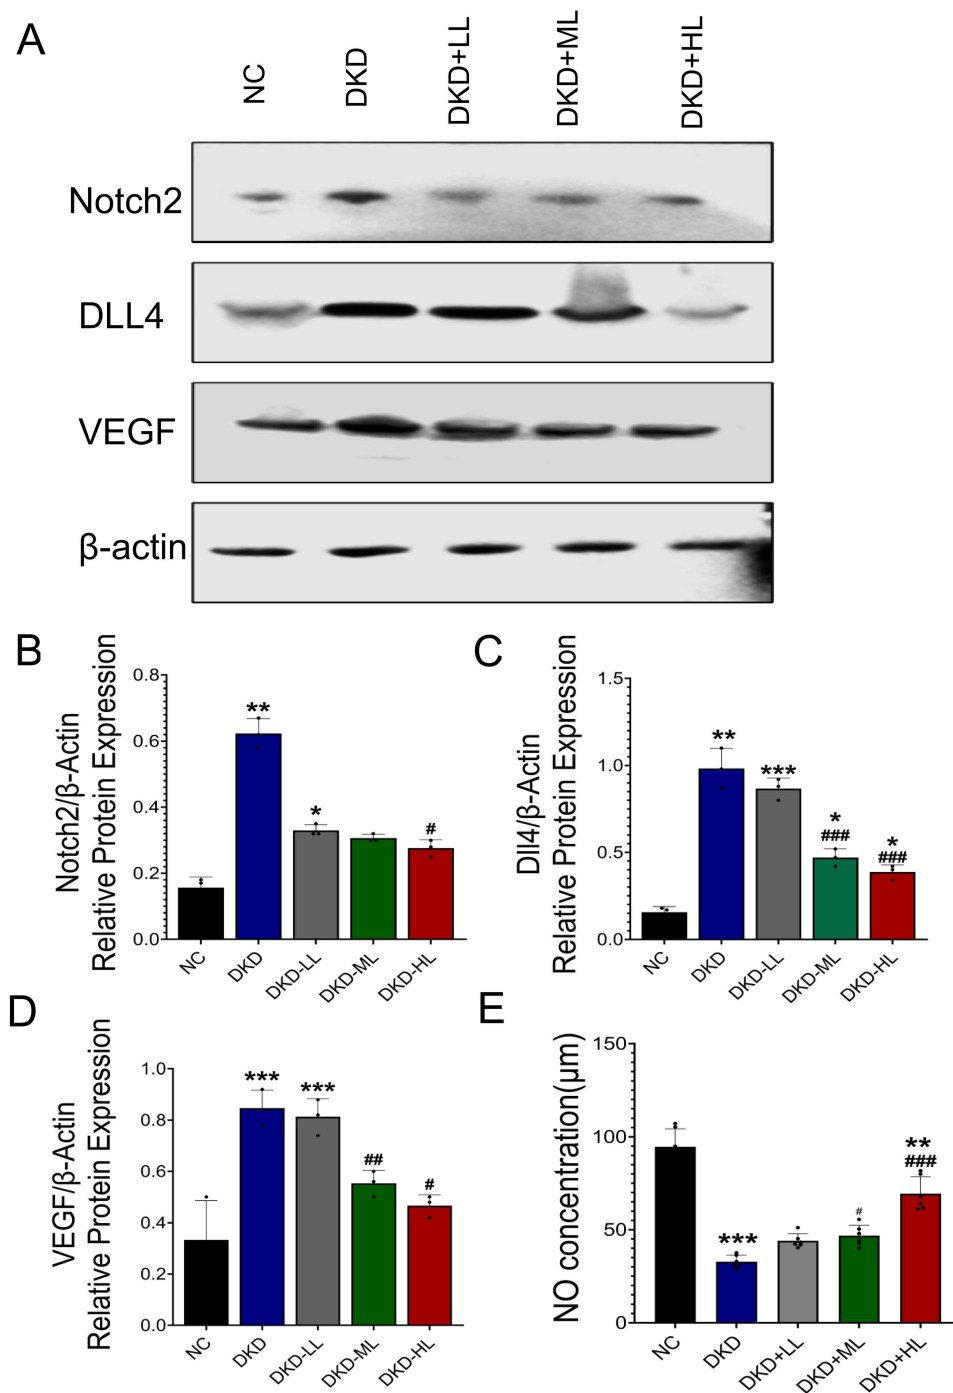 A
NC
DKD
DKD+LL
DKD+ML
DKD+HL
Notch2
DLL4
VEGF
β-actin
B
Notch2/β-Actin
Relative Protein Expression
0.8
0.6
0.4
0.2
0.0
**
*
#
NC
DKD
DKD-LL
DKD-ML
DKD-HL
C
Dll4/β-Actin
Relative Protein Expression
1.5
1.0
0.5
0.0
**
***
*
###
*
###
NC
DKD
DKD-LL
DKD-ML
DKD-HL
D
VEGF/β-Actin
Relative Protein Expression
1.0
0.8
0.6
0.4
0.2
0.0
***
***
##
#
NC
DKD
DKD-LL
DKD-ML
DKD-HL
E
NO concentration(μm)
150
100
50
0
***
#
**
###
NC
DKD
DKD+LL
DKD+ML
DKD+HL